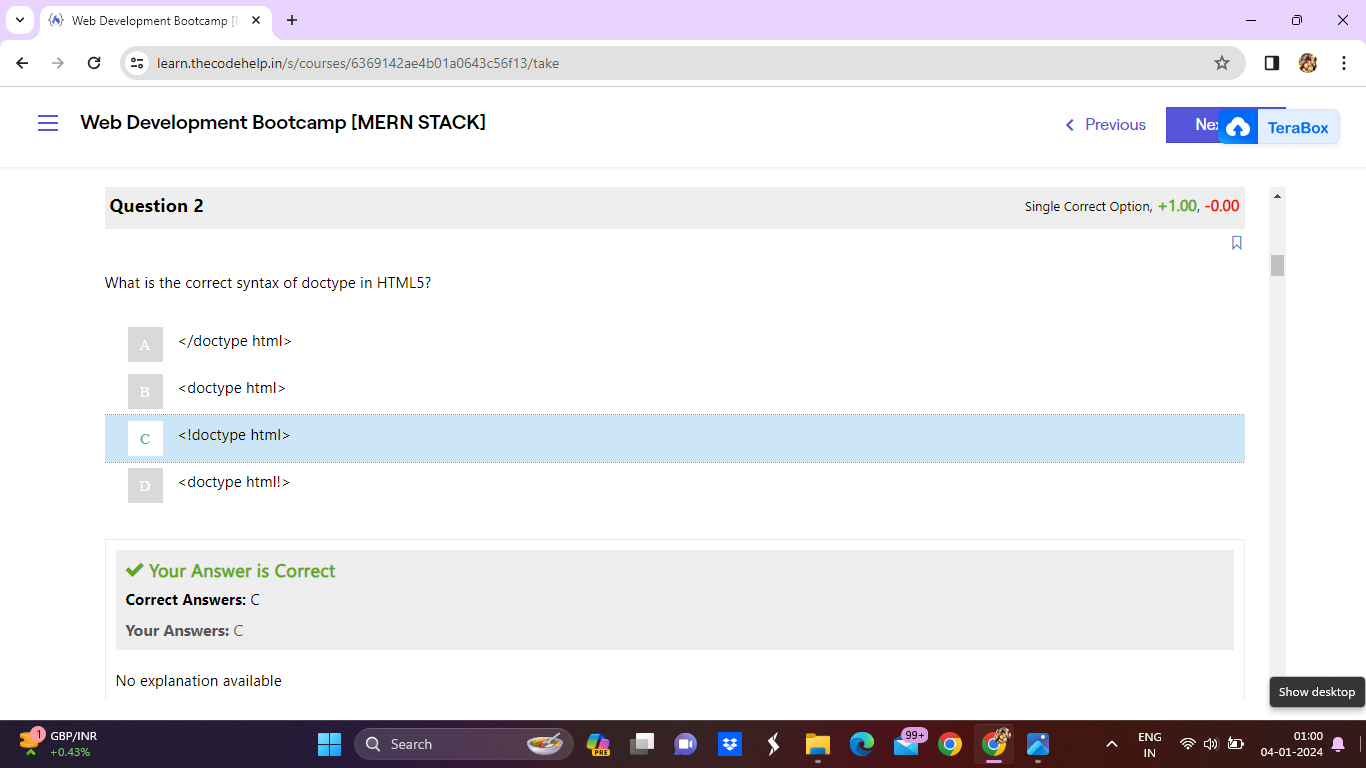 Web Development Bootcamp [
learn.thecodehelp.in/s/courses/6369142ae4b01a0643c56f13/take
Web Development Bootcamp [MERN STACK]
Previous
Nex
TeraBox
Question 2
Single Correct Option, +1.00, -0.00
What is the correct syntax of doctype in HTML5?
A </doctype html>
B <doctype html>
C <!doctype html>
D <doctype html!>
Your Answer is Correct
Correct Answers: C
Your Answers: C
No explanation available
Show desktop
1
GBP/INR
+0.43%
Search
PRE
99+
ENG
IN
01:00
04-01-2024